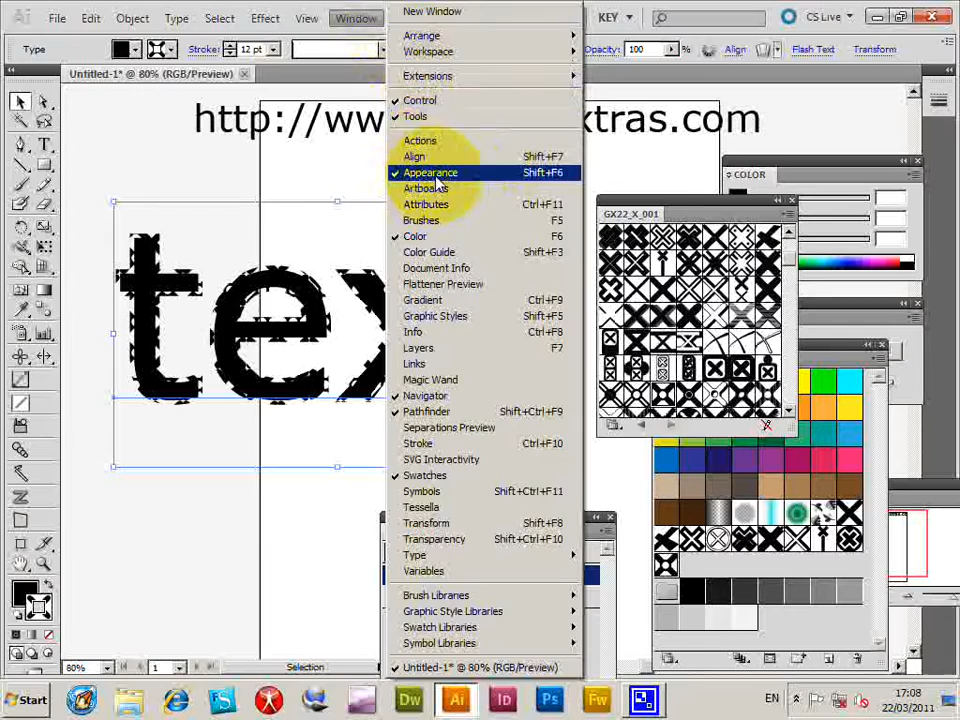 File Edit Object Type Select Effect View Window
KEY
CS Live
Type
Stroke: 12 pt
Opacity: 100 %
Align
Flash Text
Transform
Untitled-1* @ 80% (RGB/Preview)
http://ww
xtras.com
tex
New Window
Arrange
Workspace
Extensions
Control
Tools
Actions
Align Shift+F7
Appearance Shift+F6
Artboards
Attributes Ctrl+F11
Brushes F5
Color F6
Color Guide Shift+F3
Document Info
Flattener Preview
Gradient Ctrl+F9
Graphic Styles Shift+F5
Info Ctrl+F8
Layers F7
Links
Magic Wand
Navigator
Pathfinder Shift+Ctrl+F9
Separations Preview
Stroke Ctrl+F10
SVG Interactivity
Swatches
Symbols Shift+Ctrl+F11
Tessella
Transform Shift+F8
Transparency Shift+Ctrl+F10
Type
Variables
Brush Libraries
Graphic Style Libraries
Swatch Libraries
Symbol Libraries
Untitled-1* @ 80% (RGB/Preview)
COLOR
GX22_X_001
80%
1
Selection
Start
Dw
Ai
Id
Ps
Fw
EN
17:08
22/03/2011